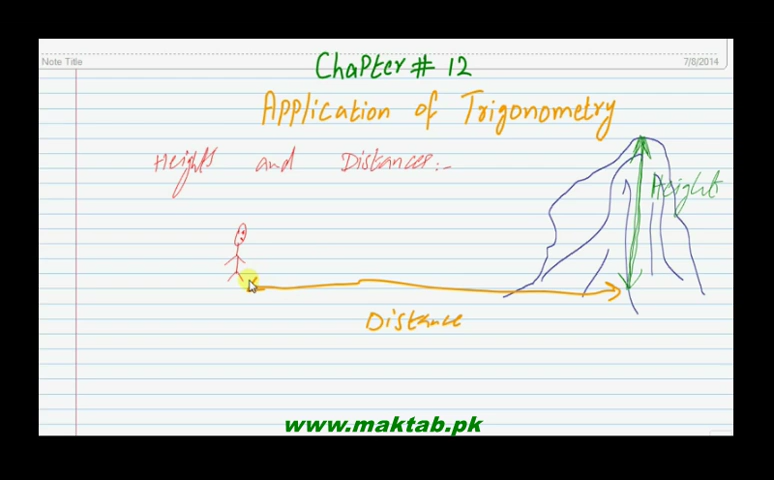 Note Title
7/8/2014
Chapter # 12
Application of Trigonometry
Heights and Distances:-
Height
Distance
www.maktab.pk